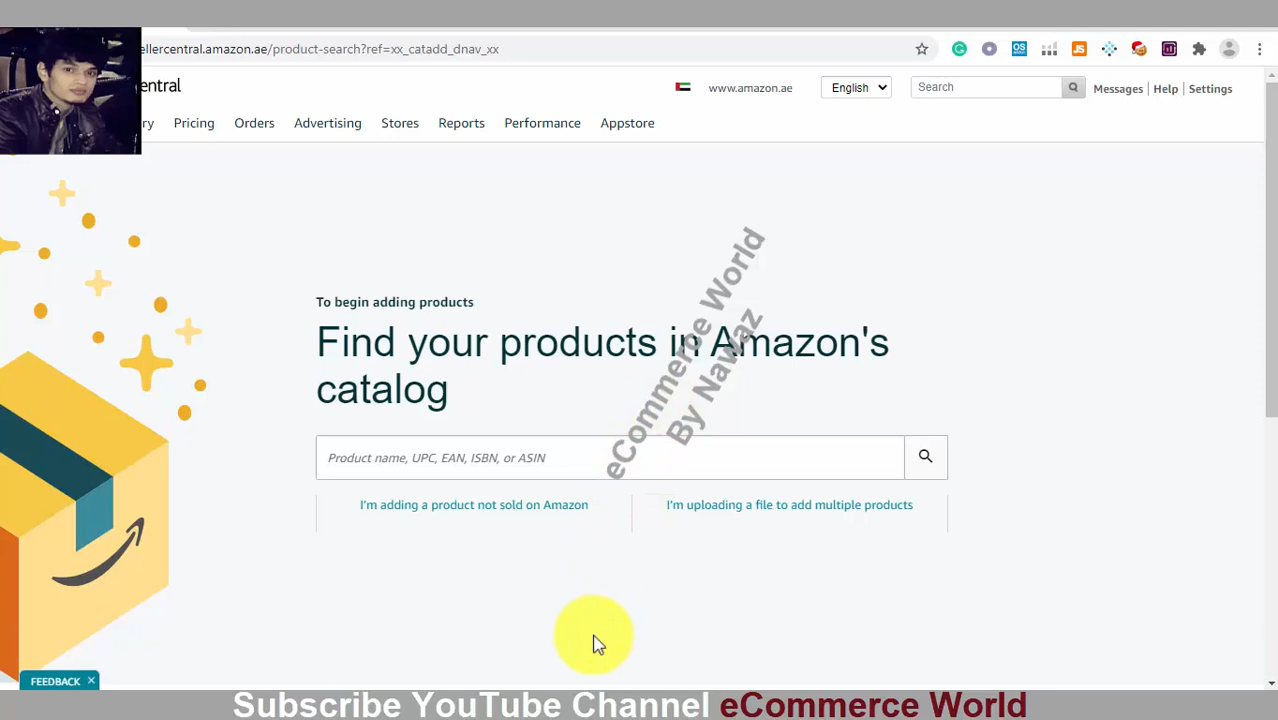 ellercentral.amazon.ae/product-search?ref=xx_catadd_dnav_xx
entral
www.amazon.ae
English
Search
Messages | Help | Settings
ry Pricing Orders Advertising Stores Reports Performance Appstore
To begin adding products
Find your products in Amazon's
catalog
Product name, UPC, EAN, ISBN, or ASIN
I'm adding a product not sold on Amazon
I'm uploading a file to add multiple products
eCommerce World
By Nawaz
FEEDBACK
Subscribe YouTube Channel eCommerce World